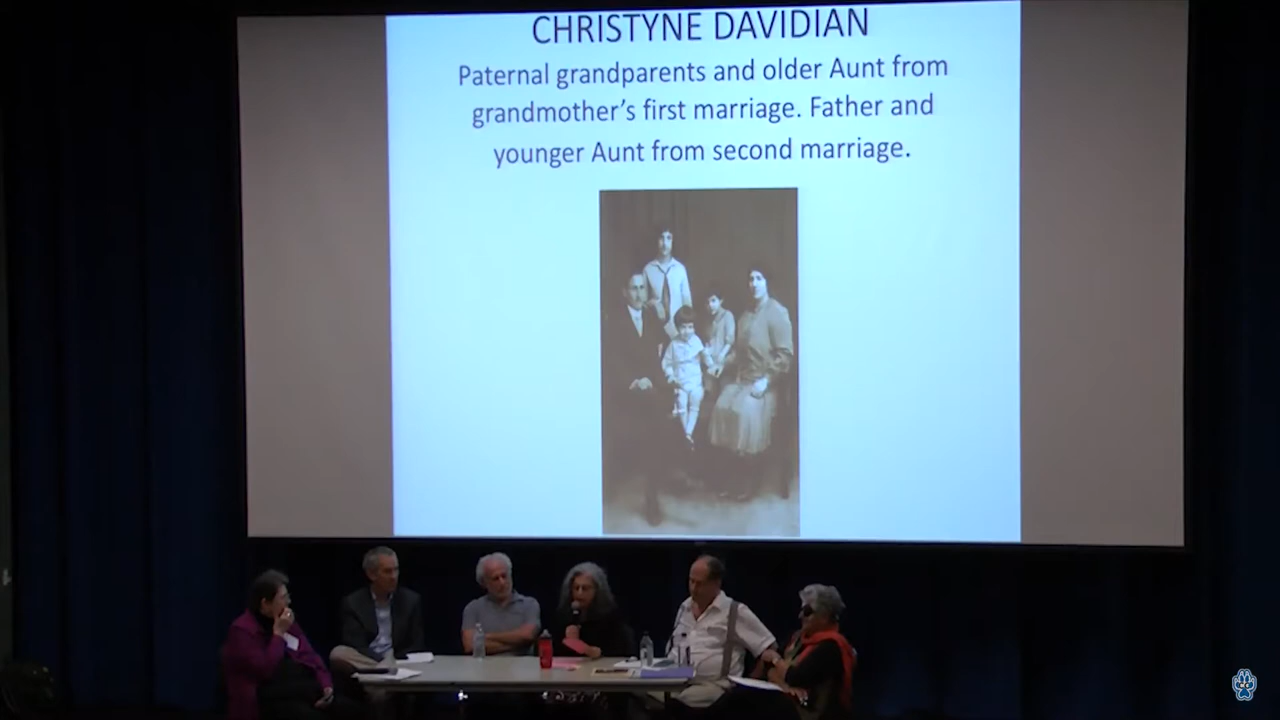 CHRISTYNE DAVIDIAN
Paternal grandparents and older Aunt from
grandmother's first marriage. Father and
younger Aunt from second marriage.